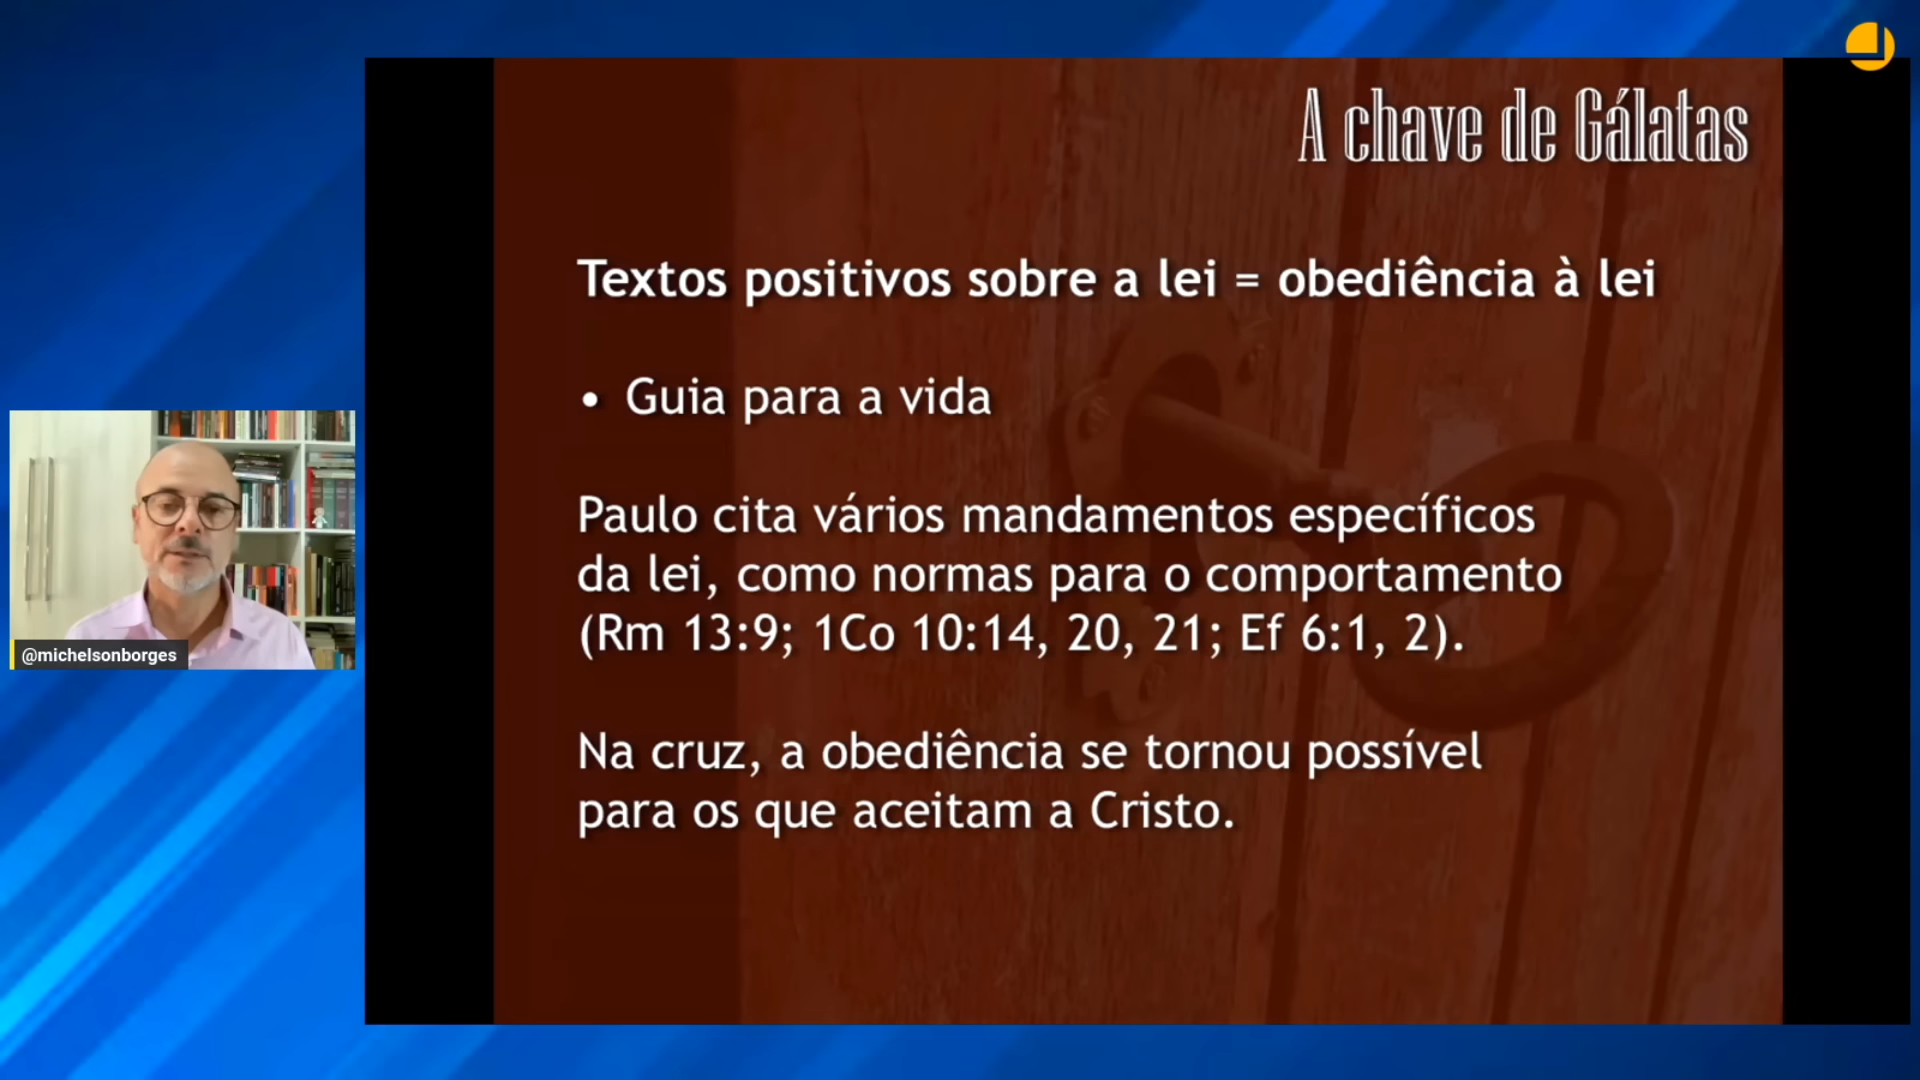 A chave de Gálatas
Textos positivos sobre a lei = obediência à lei
• Guia para a vida
Paulo cita vários mandamentos específicos
da lei, como normas para o comportamento
(Rm 13:9; 1Co 10:14, 20, 21; Ef 6:1, 2).
Na cruz, a obediência se tornou possível
para os que aceitam a Cristo.
@michelsonborges